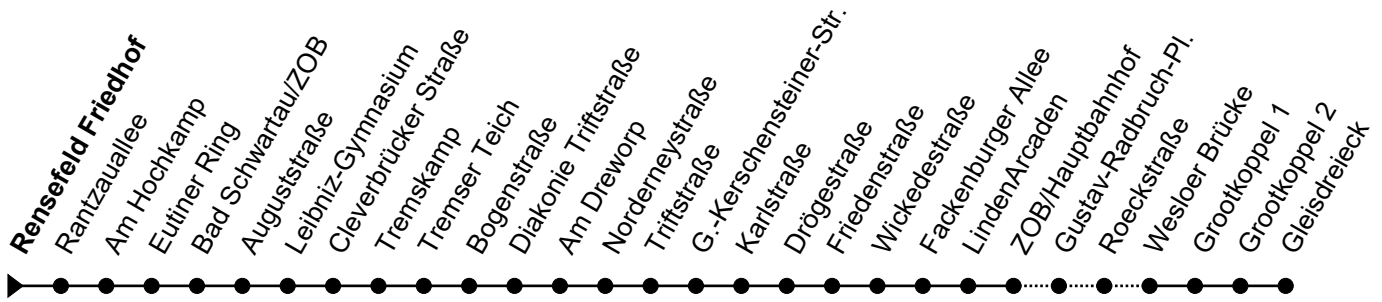 Rensefeld Friedhof
Rantzauallee
Am Hochkamp
Eutiner Ring
Bad Schwartau/ZOB
Auguststraße
Leibniz-Gymnasium
Cleverbrücker Straße
Tremskamp
Tremser Teich
Bogenstraße
Diakonie Triftstraße
Am Dreworp
Norderneystraße
Triftstraße
G.-Kerschensteiner-Str.
Karlstraße
Drögestraße
Friedenstraße
Wickedestraße
Fackenburger Allee
LindenArcaden
ZOB/Hauptbahnhof
Gustav-Radbruch-Pl.
Roeckstraße
Wesloer Brücke
Grootkoppel 1
Grootkoppel 2
Gleisdreieck